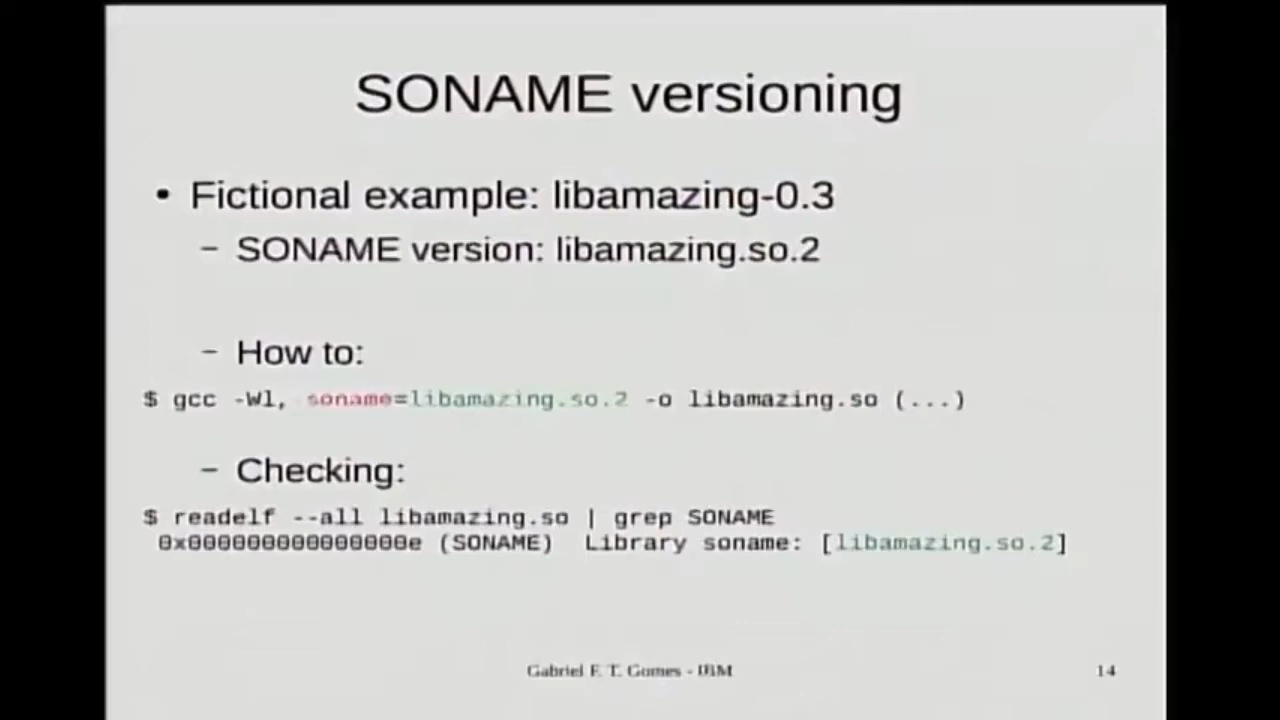 SONAME versioning
• Fictional example: libamazing-0.3
– SONAME version: libamazing.so.2
– How to:
$ gcc -Wl, soname=libamazing.so.2 -o libamazing.so (...)
– Checking:
$ readelf --all libamazing.so | grep SONAME
0x000000000000000e (SONAME) Library soname: [libamazing.so.2]
Gabriel F. T. Gomes - IBM
14